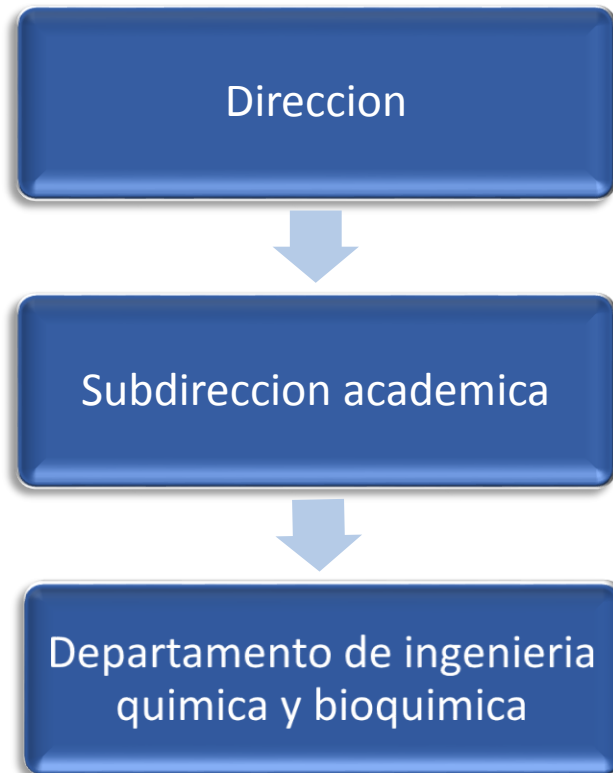 Direccion
Subdireccion academica
Departamento de ingenieria
quimica y bioquimica